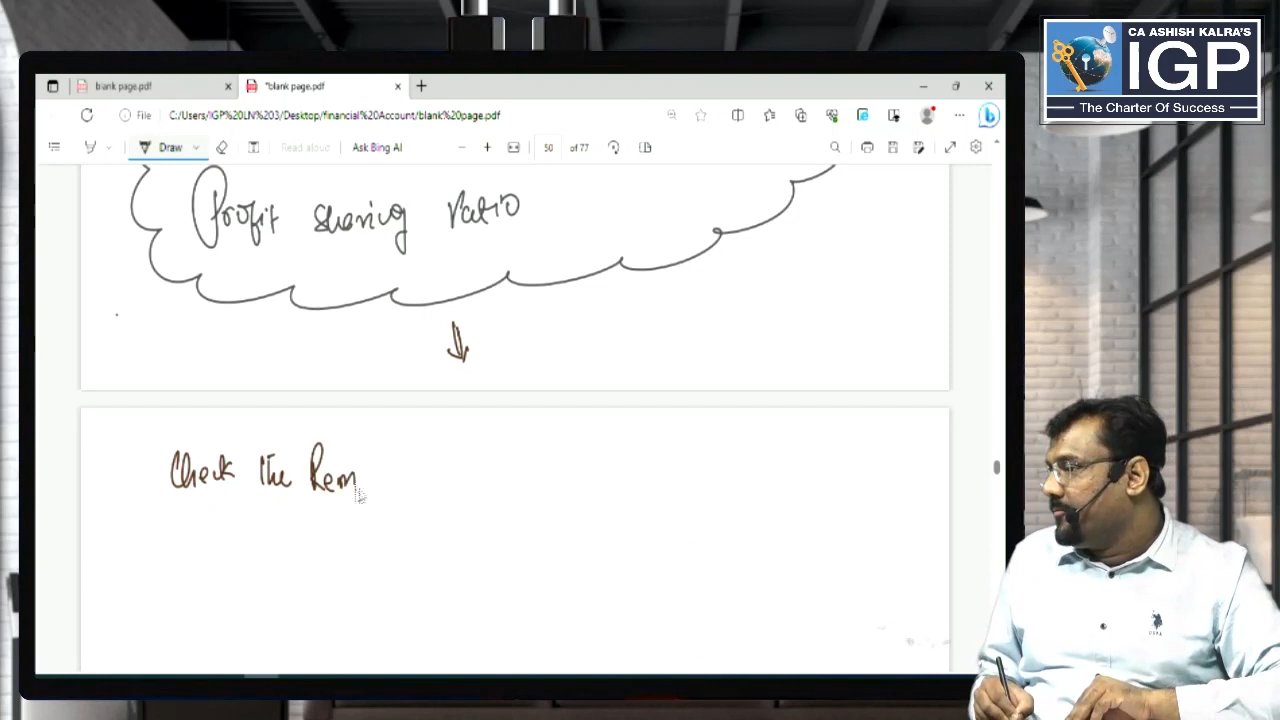 CA ASHISH KALRA'S
IGP
The Charter Of Success
blank page.pdf
*blank page.pdf
File
C:/Users/IGP%20LN%203/Desktop/financial%20Account/blank%20page.pdf
Draw
Read aloud
Ask Bing AI
50 of 77
Profit sharing ratio
Check the Rem